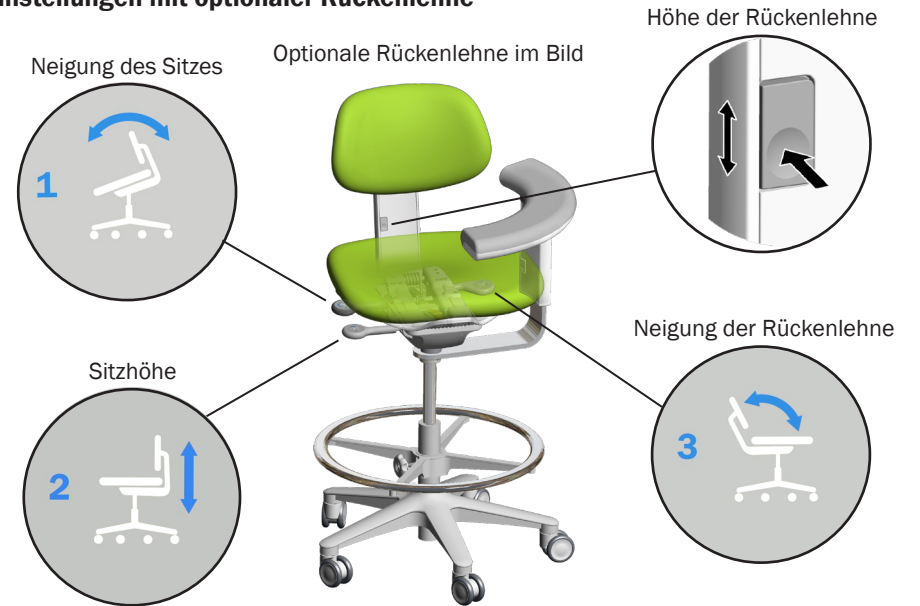 Optionale Rückenlehne im Bild
Neigung des Sitzes
1
Sitzhöhe
2
Höhe der Rückenlehne
Neigung der Rückenlehne
3